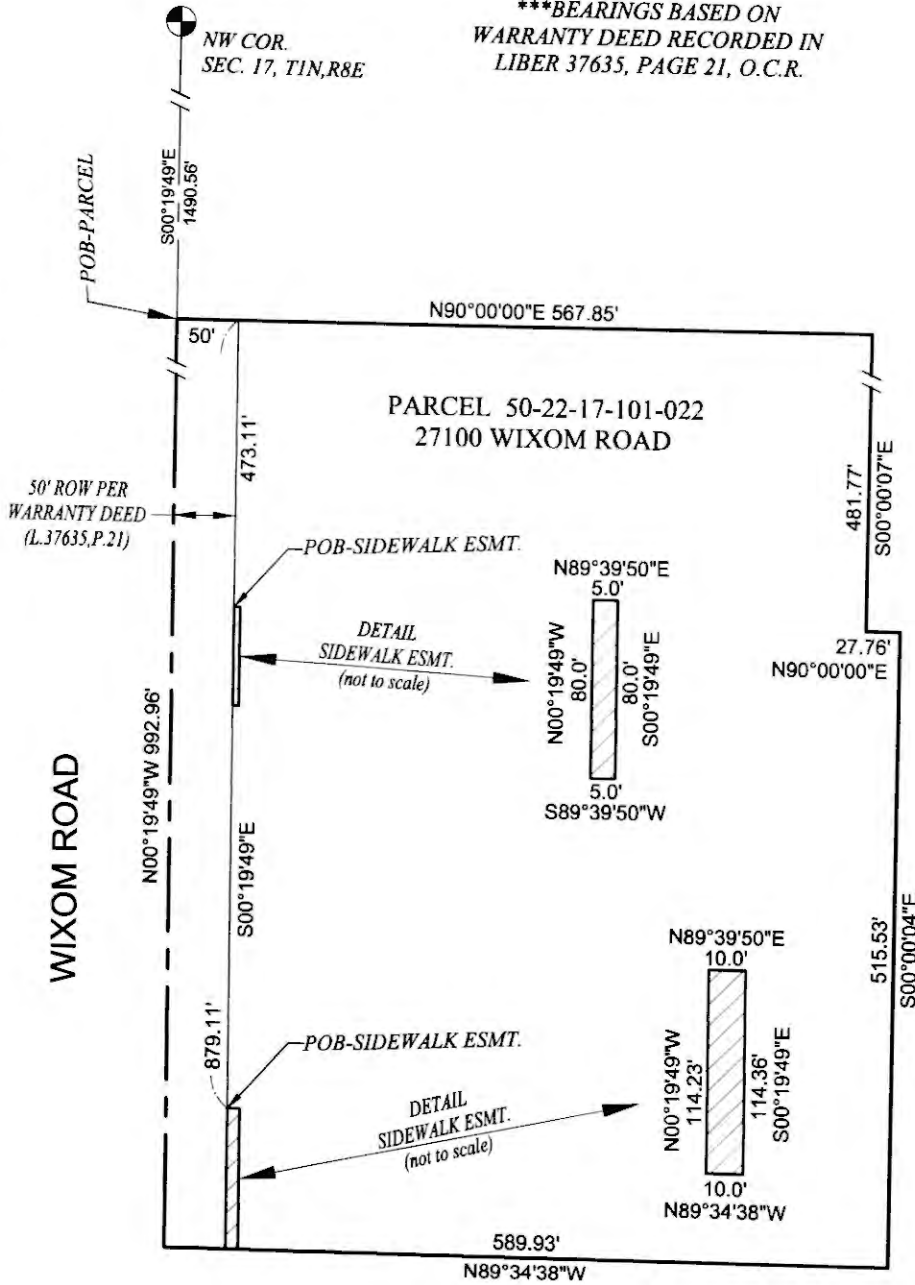 ***BEARINGS BASED ON
WARRANTY DEED RECORDED IN
LIBER 37635, PAGE 21, O.C.R.
NW COR.
SEC. 17, T1N,R8E
S00°19'49"E
1490.56'
POB-PARCEL
N90°00'00"E 567.85'
50'
PARCEL 50-22-17-101-022
27100 WIXOM ROAD
473.11'
481.77'
S00°00'07"E
50' ROW PER
WARRANTY DEED
(L.37635,P.21)
POB-SIDEWALK ESMT.
DETAIL
SIDEWALK ESMT.
(not to scale)
N89°39'50"E
5.0'
N00°19'49"W
80.0'
80.0'
S00°19'49"E
5.0'
S89°39'50"W
27.76'
N90°00'00"E
WIXOM ROAD
N00°19'49"W 992.96'
S00°19'49"E
879.11'
POB-SIDEWALK ESMT.
DETAIL
SIDEWALK ESMT.
(not to scale)
N89°39'50"E
10.0'
N00°19'49"W
114.23'
114.36'
S00°19'49"E
10.0'
N89°34'38"W
515.53'
S00°00'04"E
589.93'
N89°34'38"W